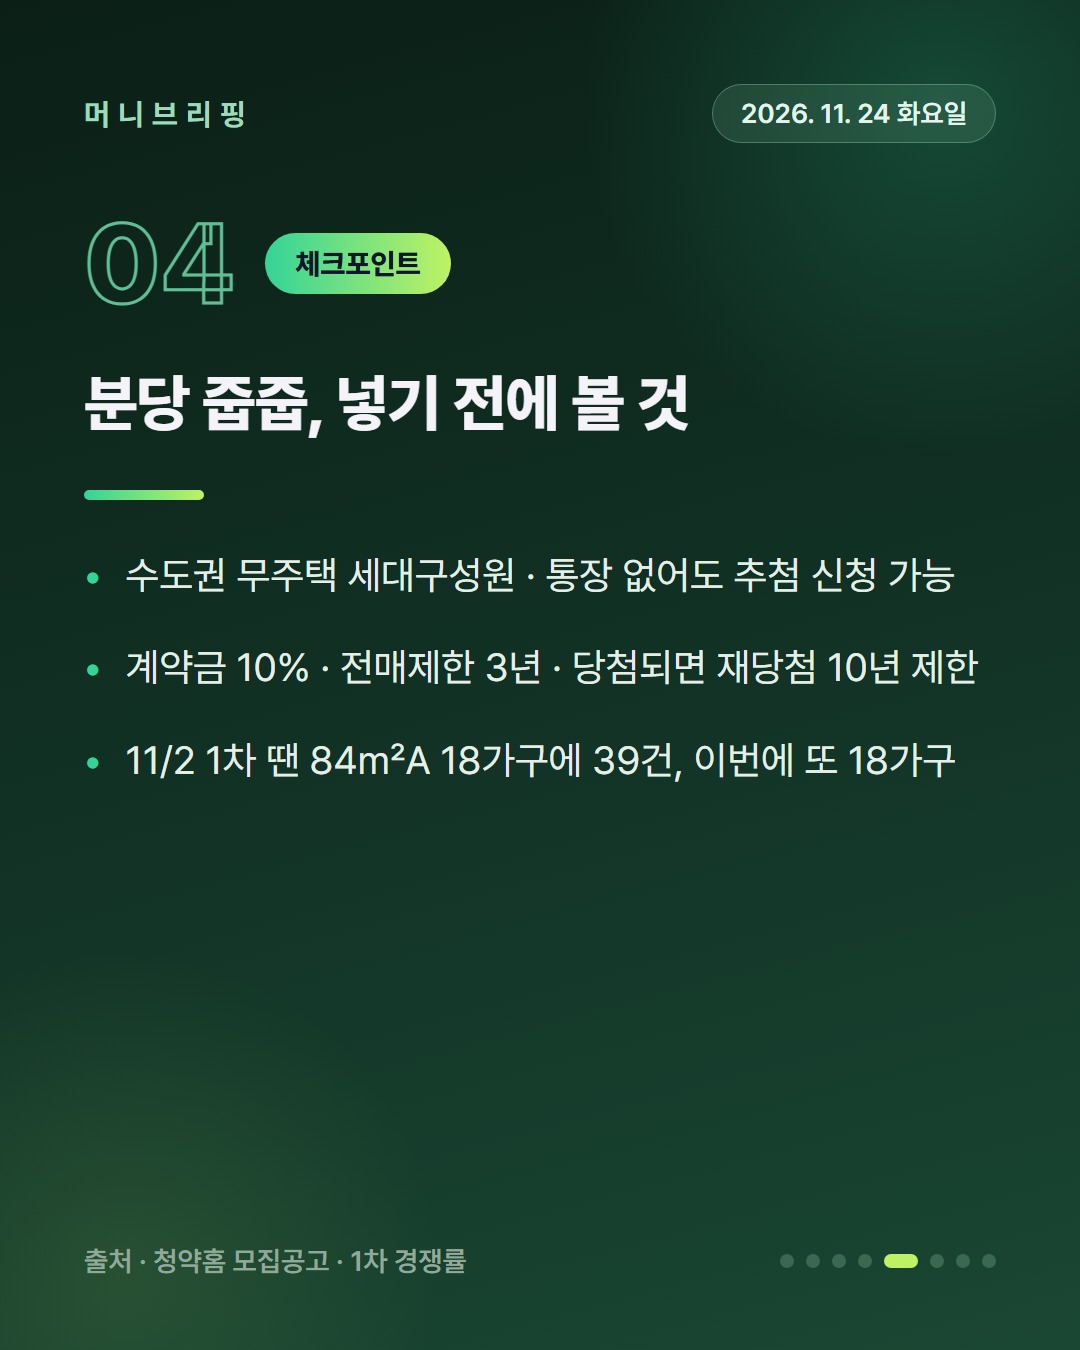 머니브리핑
2026. 11. 24 화요일
04
체크포인트
분당 줍줍, 넣기 전에 볼 것
• 수도권 무주택 세대구성원 · 통장 없어도 추첨 신청 가능
• 계약금 10% · 전매제한 3년 · 당첨되면 재당첨 10년 제한
• 11/2 1차 땐 84m²A 18가구에 39건, 이번에 또 18가구
출처 · 청약홈 모집공고 · 1차 경쟁률